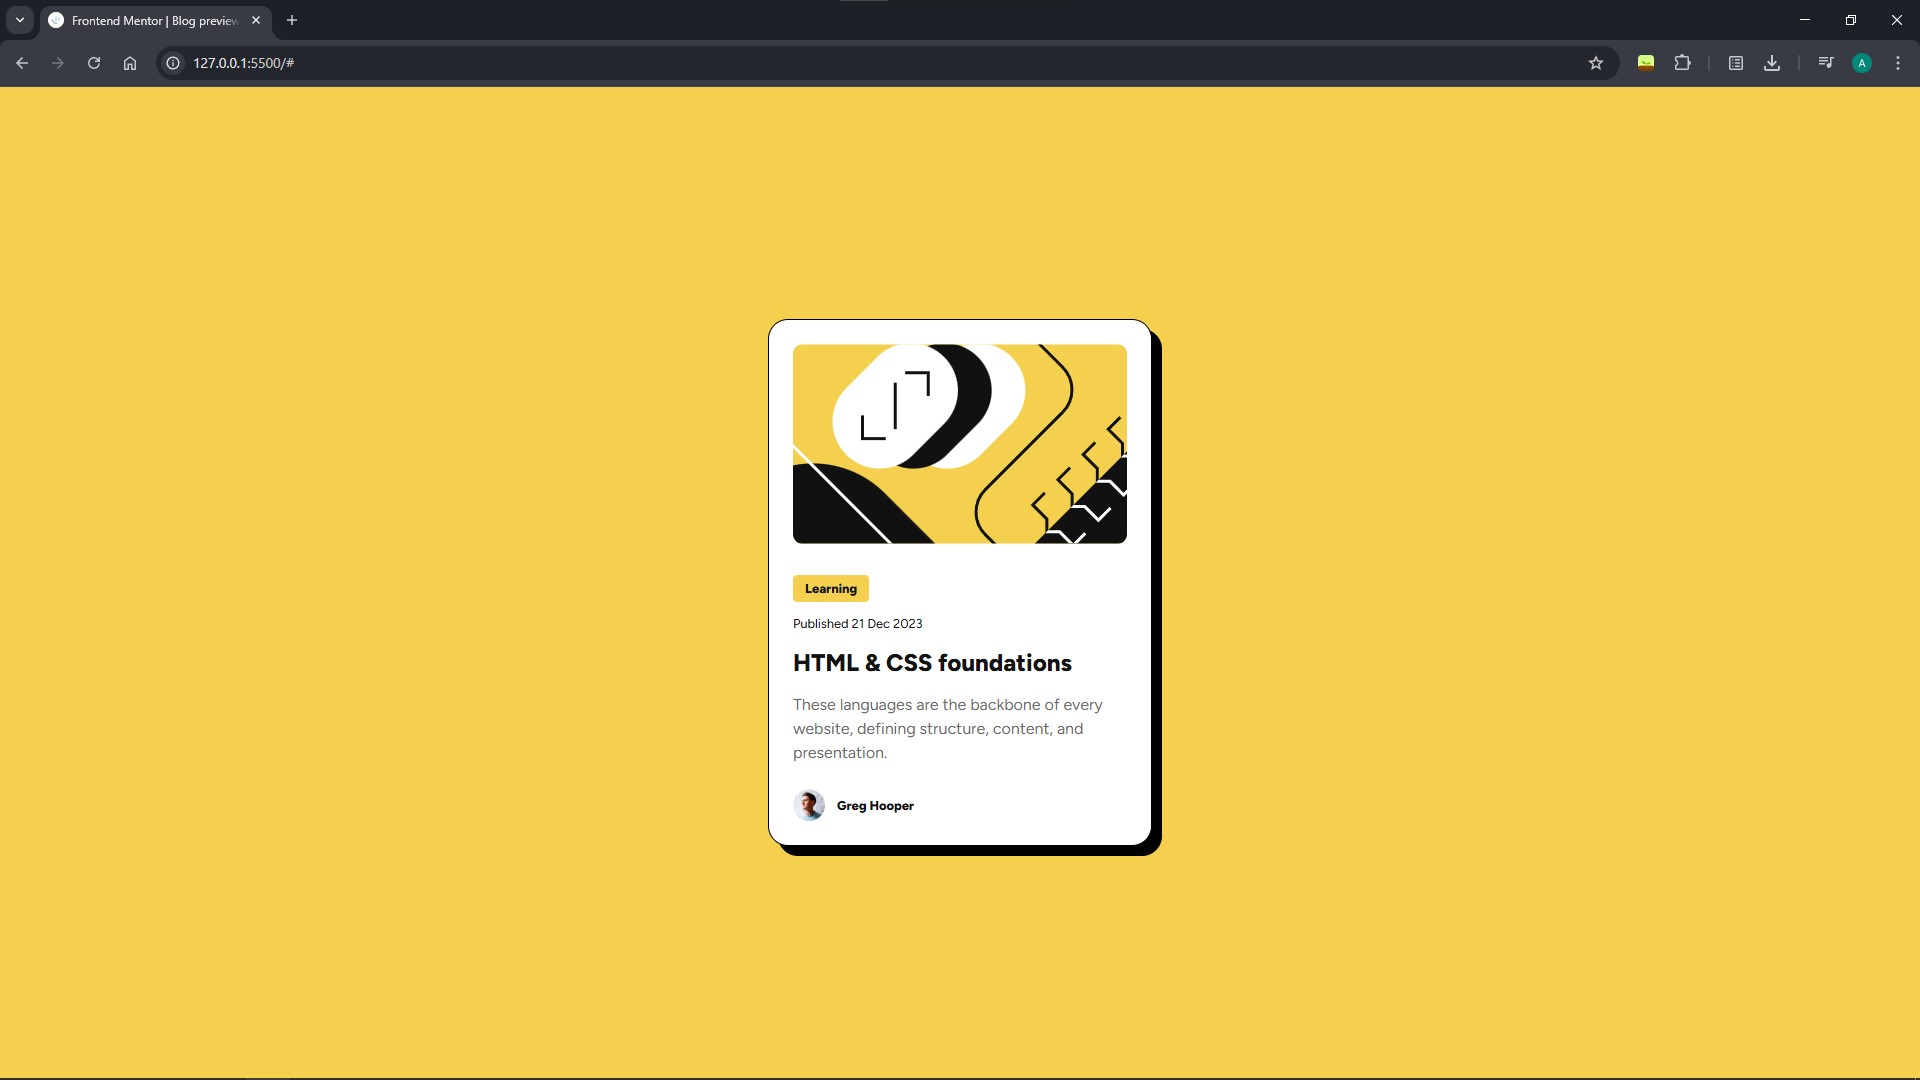 Frontend Mentor | Blog preview
127.0.0.1:5500/#
A
Learning
Published 21 Dec 2023
HTML & CSS foundations
These languages are the backbone of every
website, defining structure, content, and
presentation.
Greg Hooper